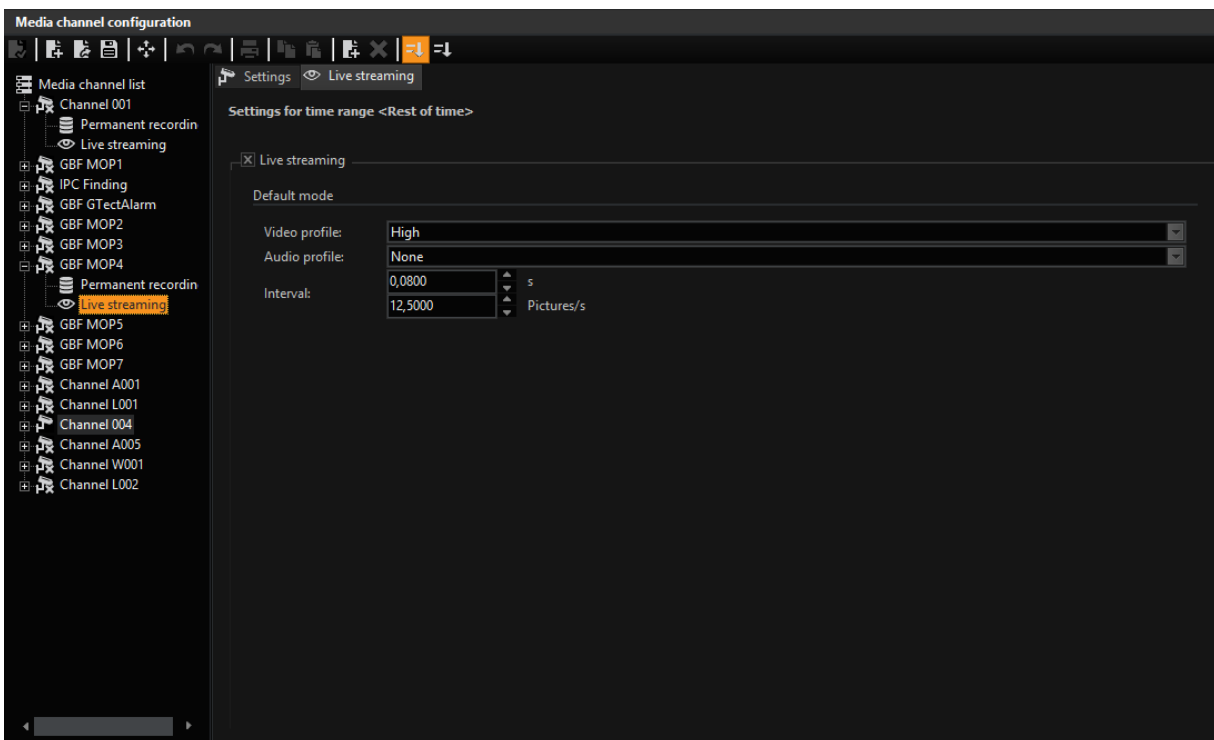 Media channel configuration
Media channel list
Channel 001
Permanent recordin
Live streaming
GBF MOP1
IPC Finding
GBF GTectAlarm
GBF MOP2
GBF MOP3
GBF MOP4
Permanent recordin
Live streaming
GBF MOP5
GBF MOP6
GBF MOP7
Channel A001
Channel L001
Channel 004
Channel A005
Channel W001
Channel L002
Settings Live streaming
Settings for time range <Rest of time>
Live streaming
Default mode
Video profile: High
Audio profile: None
Interval:
0,0800 s
12,5000 Pictures/s